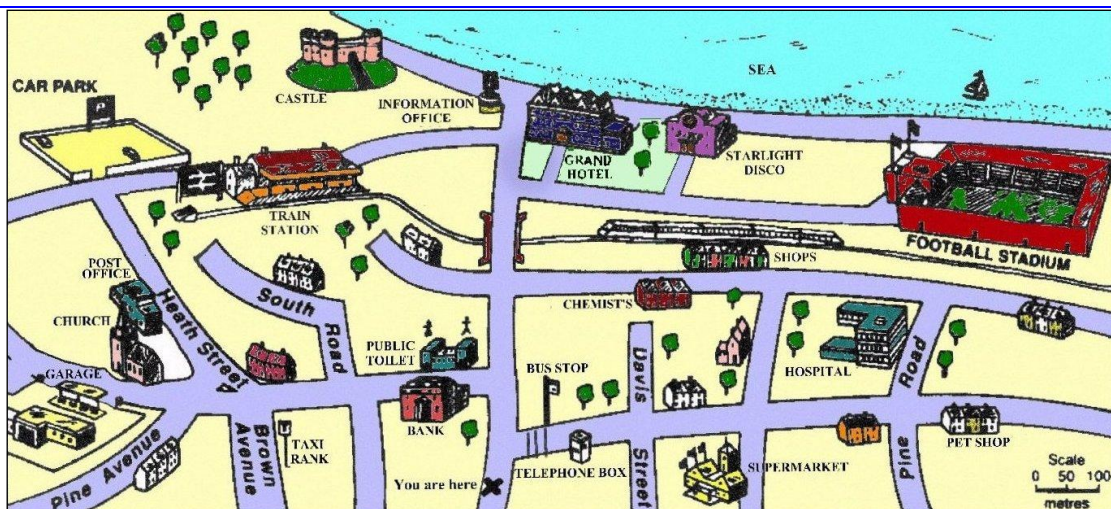 SEA
CASTLE
INFORMATION
OFFICE
CAR PARK
P
GRAND
HOTEL
STARLIGHT
DISCO
TRAIN
STATION
FOOTBALL STADIUM
SHOPS
POST
OFFICE
Heath Street
South
Road
CHEMIST'S
CHURCH
PUBLIC
TOILET
BUS STOP
Davis
Street
HOSPITAL
Road
Pina
GARAGE
BANK
TAXI
RANK
Brown
Avenue
Pine Avenue
TELEPHONE BOX
SUPERMARKET
PET SHOP
You are here
Scale
0 50 100
metres